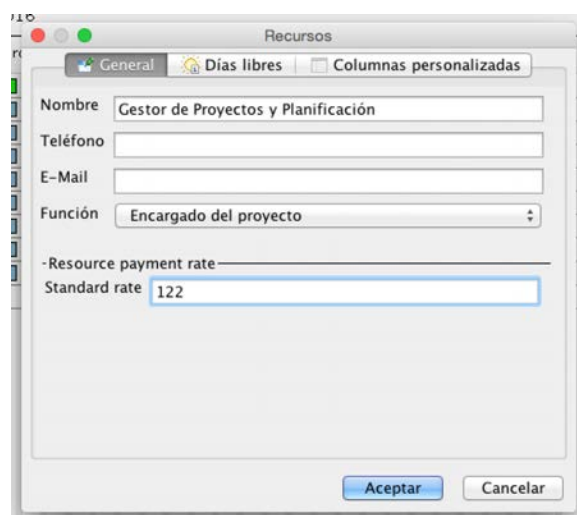 016
Recursos
General Días libres Columnas personalizadas
Nombre Gestor de Proyectos y Planificación
Teléfono
E-Mail
Función Encargado del proyecto
Resource payment rate
Standard rate 122
Aceptar Cancelar